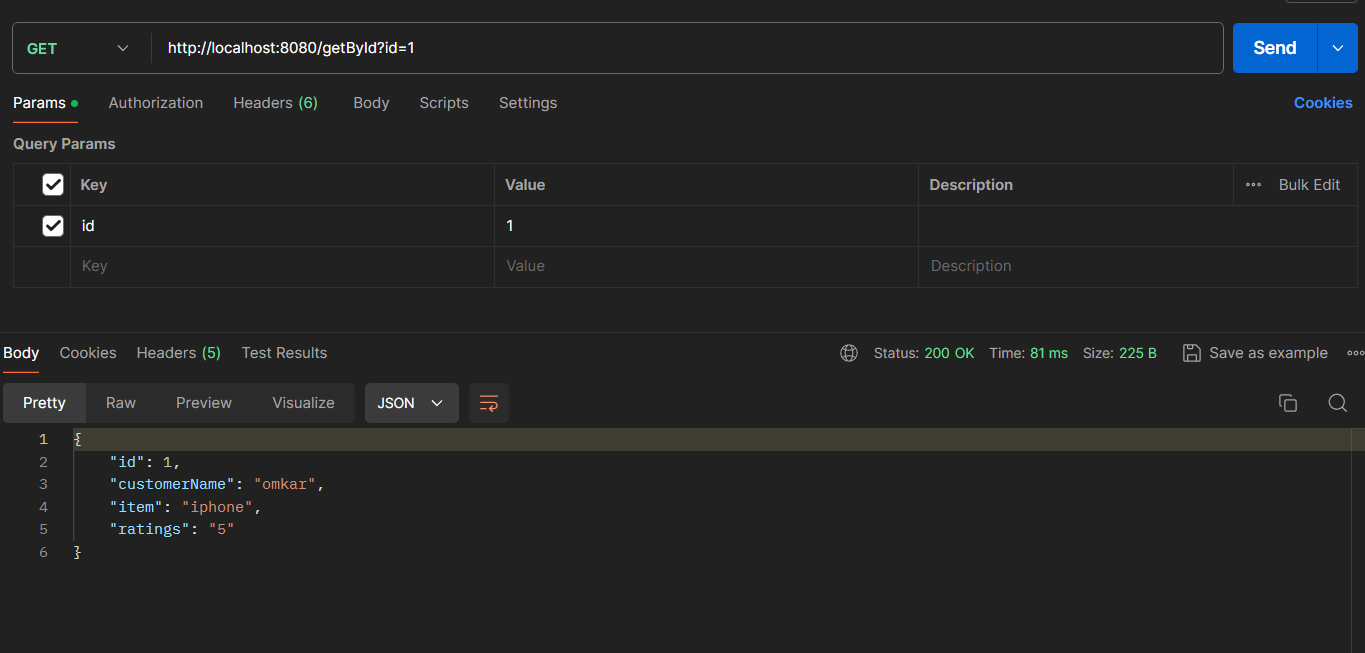 GET http://localhost:8080/getById?id=1 Send
Params Authorization Headers (6) Body Scripts Settings Cookies
Query Params
Key Value Description Bulk Edit
id 1
Key Value Description
Body Cookies Headers (5) Test Results Status: 200 OK Time: 81 ms Size: 225 B Save as example
Pretty Raw Preview Visualize JSON
1 {
2 "id": 1,
3 "customerName": "omkar",
4 "item": "iphone",
5 "ratings": "5"
6 }